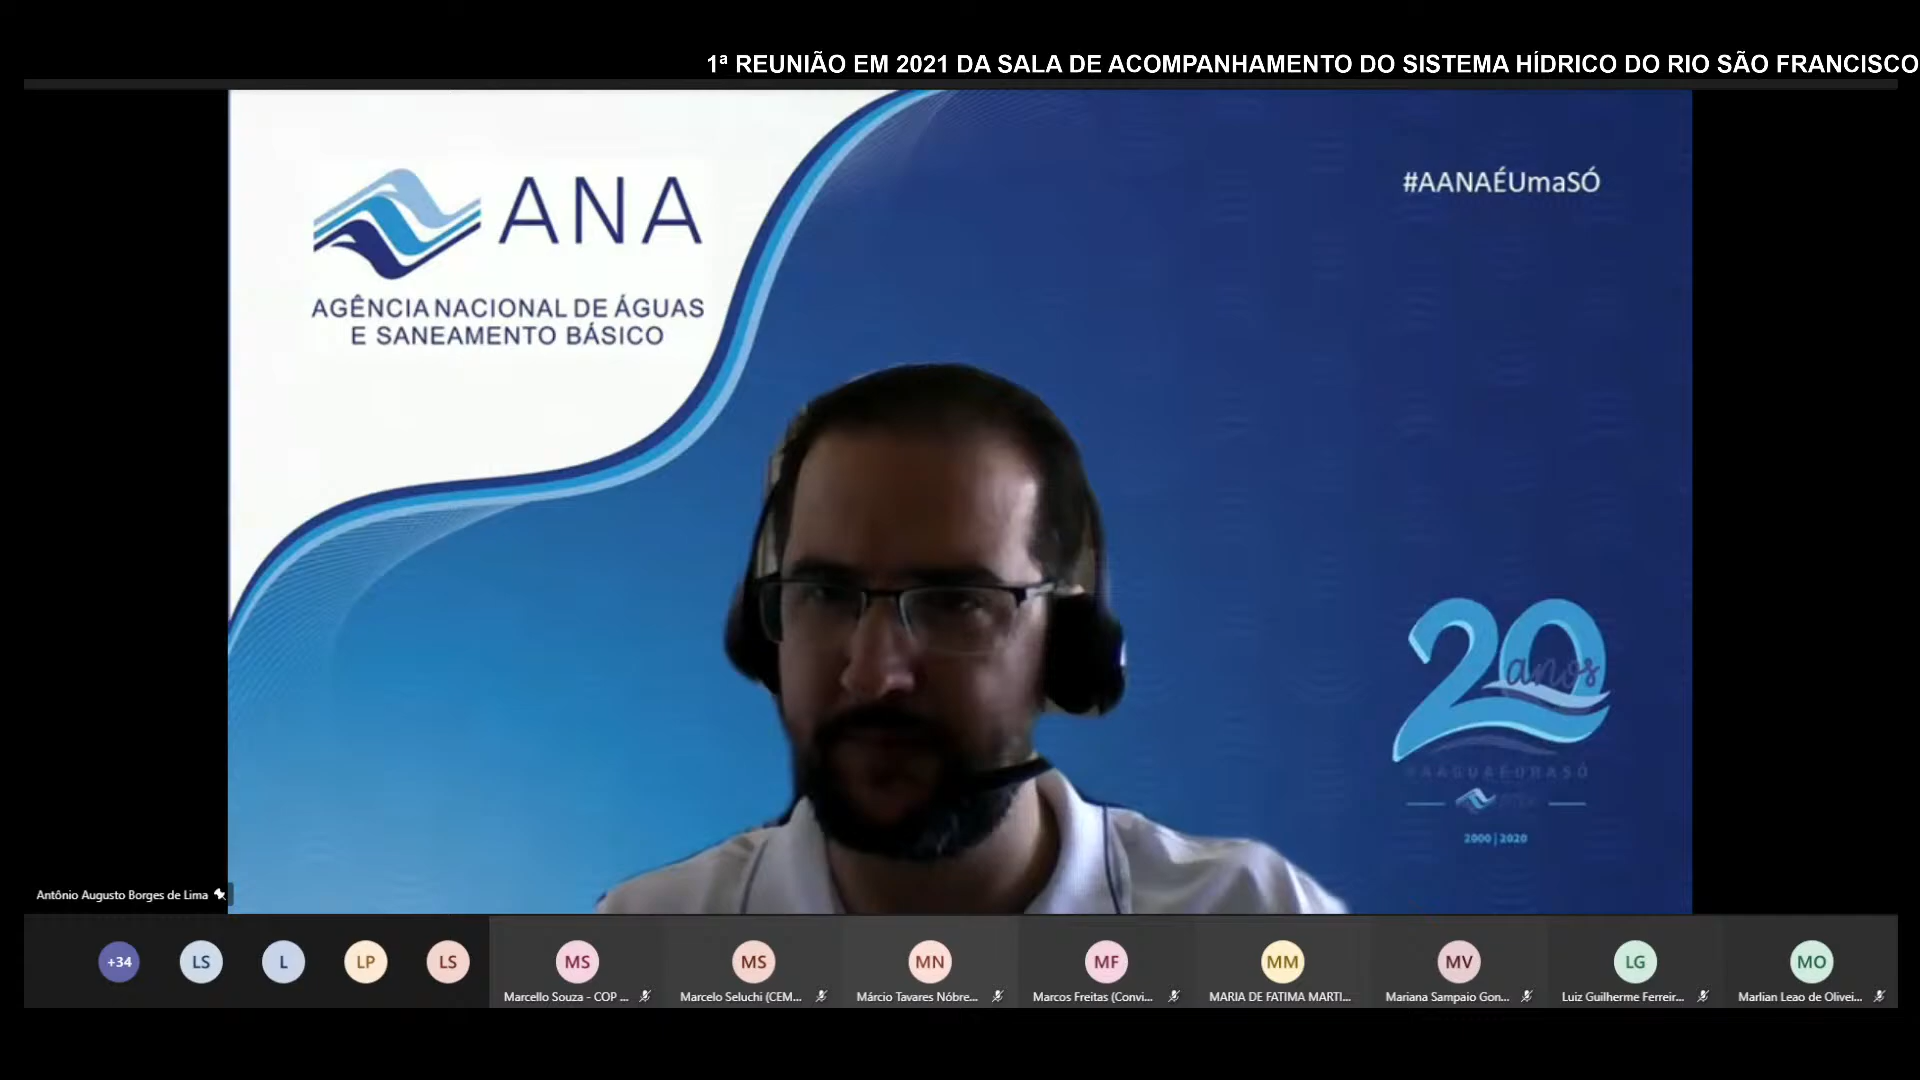 1ª REUNIÃO EM 2021 DA SALA DE ACOMPANHAMENTO DO SISTEMA HÍDRICO DO RIO SÃO FRANCISCO
ANA
AGÊNCIA NACIONAL DE ÁGUAS
E SANEAMENTO BÁSICO
#AANAÉUmaSÓ
20
anos
#AAGUAÉUMASÓ
2000 | 2020
Antônio Augusto Borges de Lima
+34
LS
L
LP
LS
MS
MS
MN
MF
MM
MV
LG
MO
Marcello Souza - COP ...
Marcelo Seluchi (CEM...
Márcio Tavares Nóbre...
Marcos Freitas (Convi...
MARIA DE FATIMA MARTI...
Mariana Sampaio Gon...
Luiz Guilherme Ferreir...
Marlian Leao de Olivei...